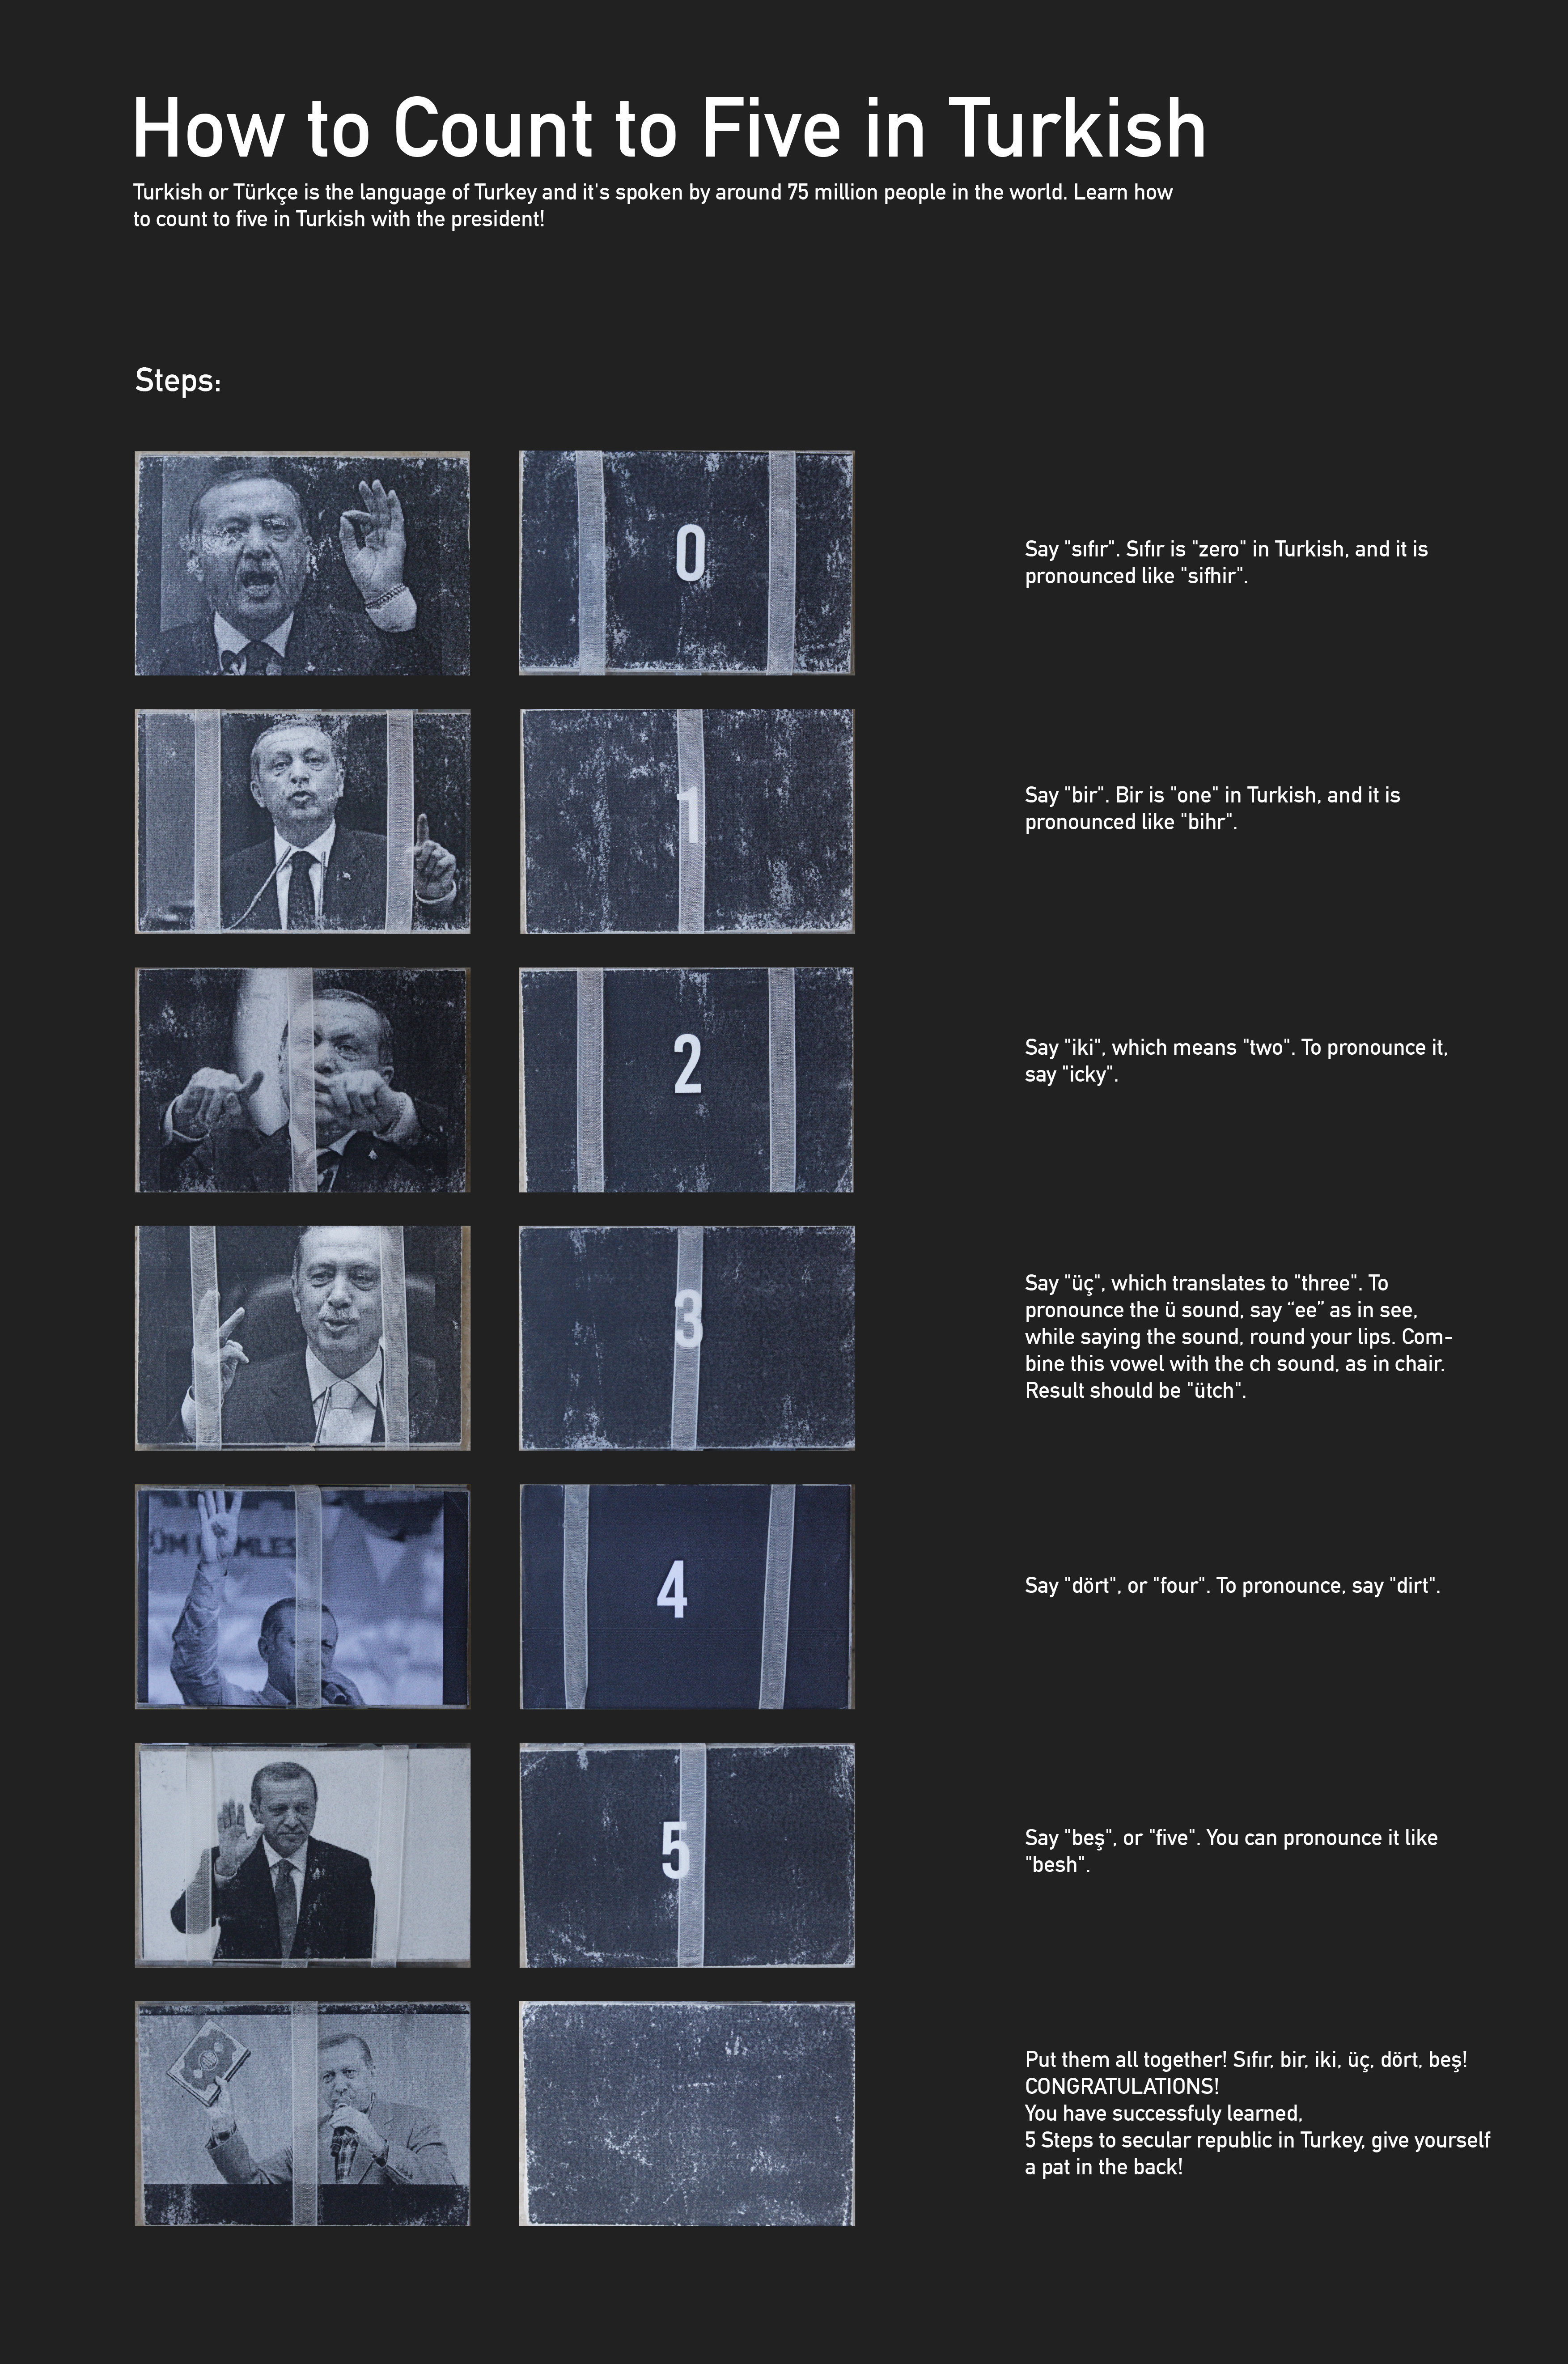 How to Count to Five in Turkish
Turkish or Türkçe is the language of Turkey and it's spoken by around 75 million people in the world. Learn how
to count to five in Turkish with the president!
Steps:
0
Say "sıfır". Sıfır is "zero" in Turkish, and it is
pronounced like "sifhir".
1
Say "bir". Bir is "one" in Turkish, and it is
pronounced like "bihr".
2
Say "iki", which means "two". To pronounce it,
say "icky".
3
Say "üç", which translates to "three". To
pronounce the ü sound, say “ee” as in see,
while saying the sound, round your lips. Com-
bine this vowel with the ch sound, as in chair.
Result should be "ütch".
4
Say "dört", or "four". To pronounce, say "dirt".
5
Say "beş", or "five". You can pronounce it like
"besh".
Put them all together! Sıfır, bir, iki, üç, dört, beş!
CONGRATULATIONS!
You have successfuly learned,
5 Steps to secular republic in Turkey, give yourself
a pat in the back!